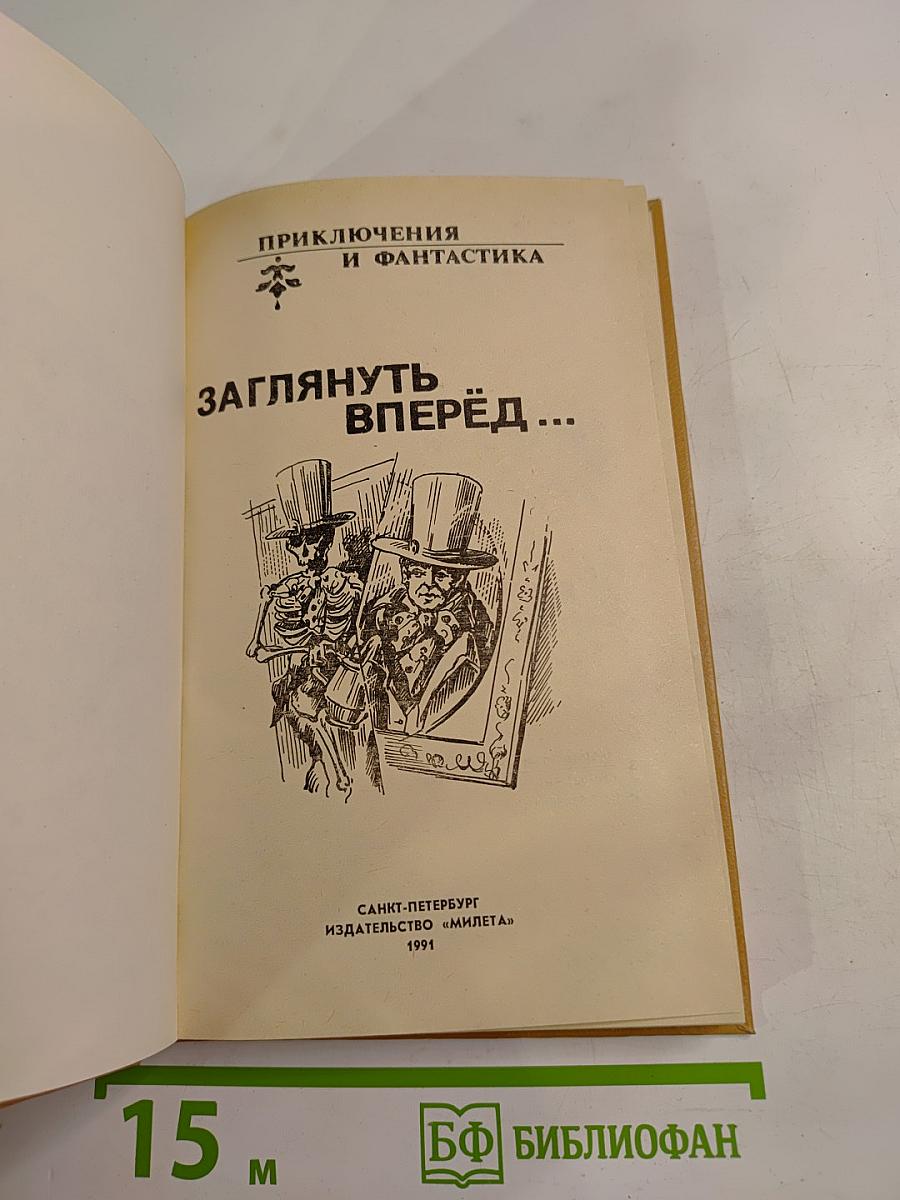 ПРИКЛЮЧЕНИЯ
И ФАНТАСТИКА
ЗАГЛЯНУТЬ
ВПЕРЁД...
САНКТ-ПЕТЕРБУРГ
ИЗДАТЕЛЬСТВО «МИЛЕТА»
1991
15 м
БФ БИБЛИОФАН